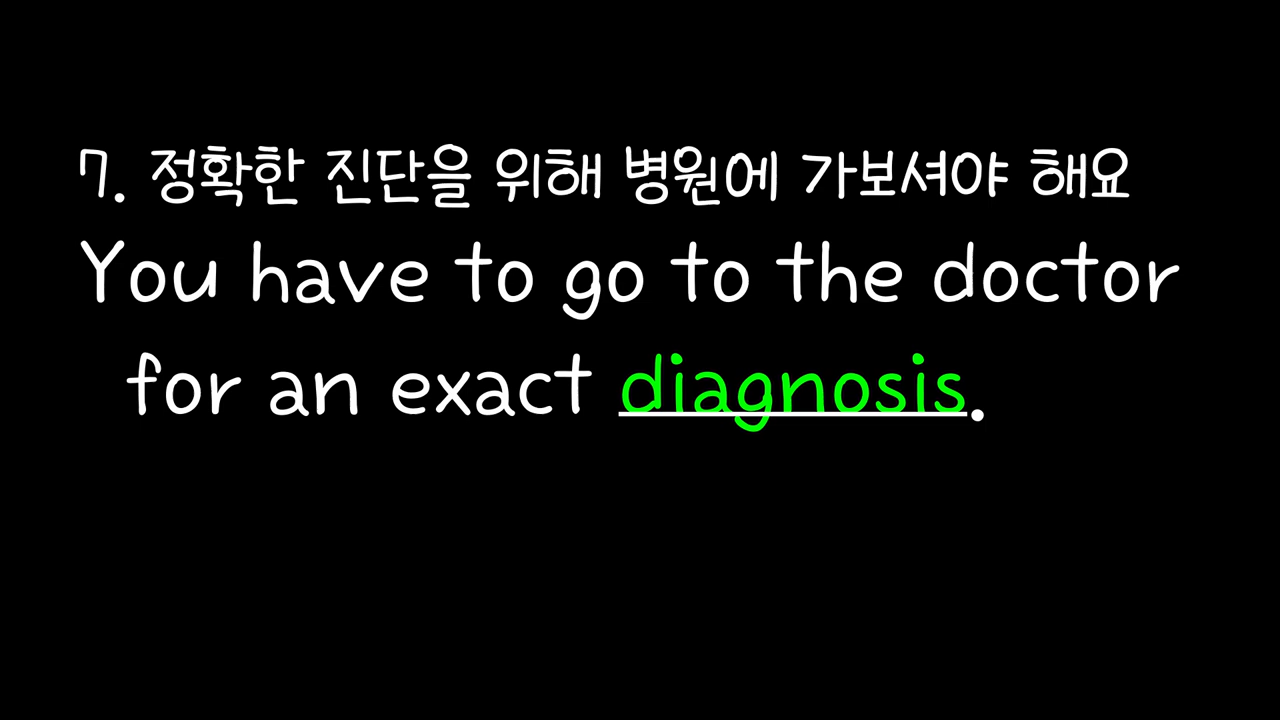 7. 정확한 진단을 위해 병원에 가보셔야 해요
You have to go to the doctor
for an exact diagnosis.